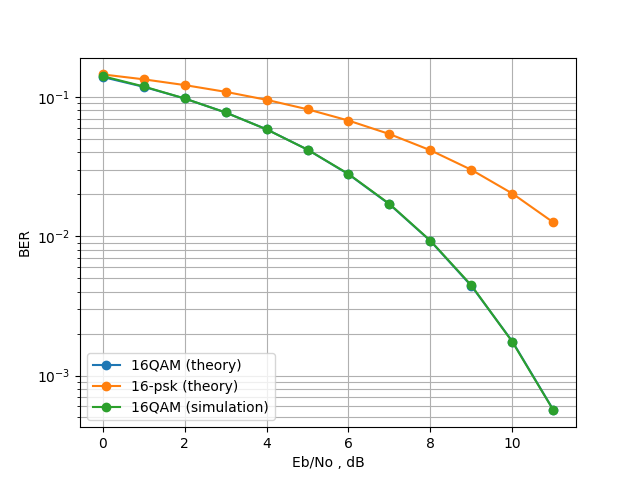 10⁻¹
10⁻²
10⁻³
BER
16QAM (theory)
16-psk (theory)
16QAM (simulation)
0 2 4 6 8 10
Eb/No , dB